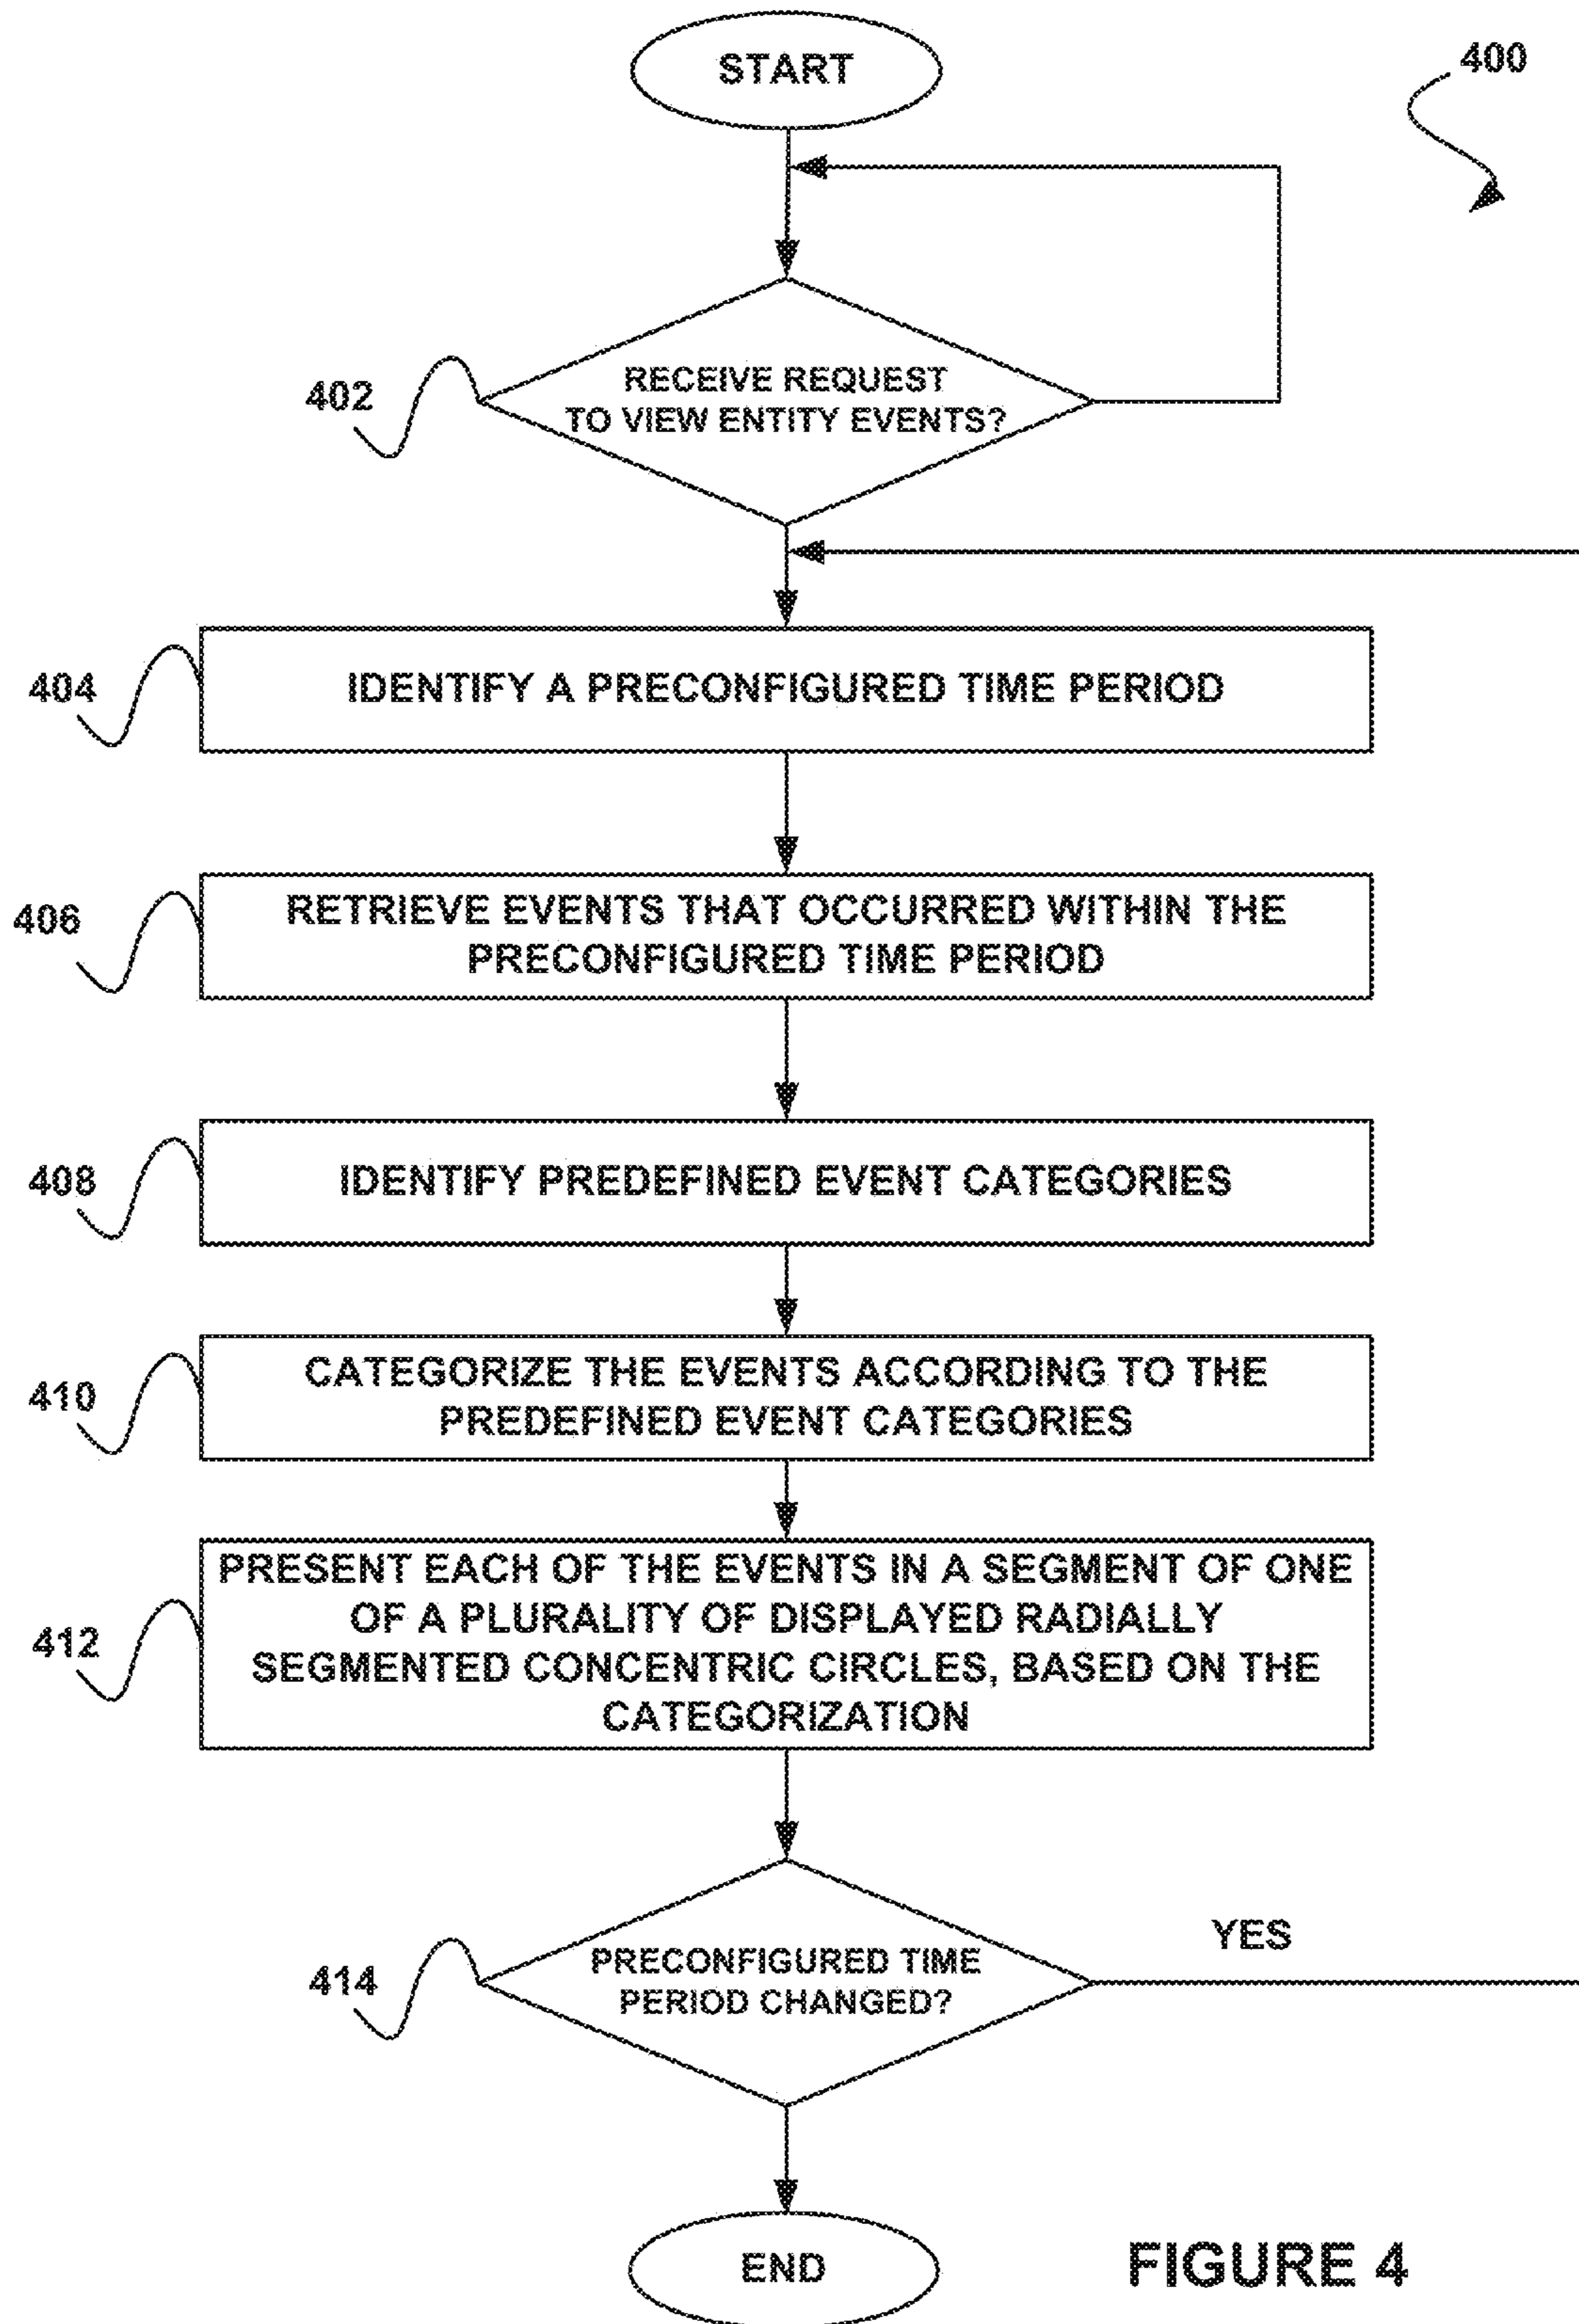 START
400
402
RECEIVE REQUEST
TO VIEW ENTITY EVENTS?
404
IDENTIFY A PRECONFIGURED TIME PERIOD
406
RETRIEVE EVENTS THAT OCCURRED WITHIN THE
PRECONFIGURED TIME PERIOD
408
IDENTIFY PREDEFINED EVENT CATEGORIES
410
CATEGORIZE THE EVENTS ACCORDING TO THE
PREDEFINED EVENT CATEGORIES
412
PRESENT EACH OF THE EVENTS IN A SEGMENT OF ONE
OF A PLURALITY OF DISPLAYED RADIALLY
SEGMENTED CONCENTRIC CIRCLES, BASED ON THE
CATEGORIZATION
414
PRECONFIGURED TIME
PERIOD CHANGED?
YES
END
FIGURE 4